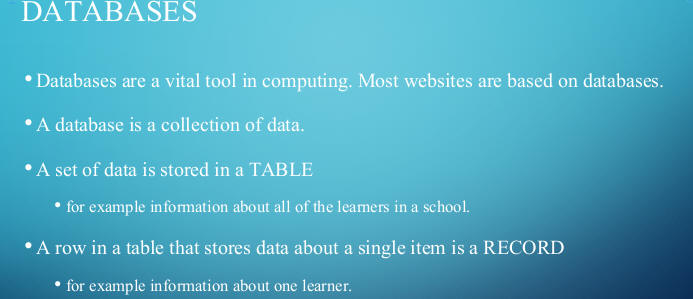 DATABASES
• Databases are a vital tool in computing. Most websites are based on databases.
• A database is a collection of data.
• A set of data is stored in a TABLE
• for example information about all of the learners in a school.
• A row in a table that stores data about a single item is a RECORD
• for example information about one learner.